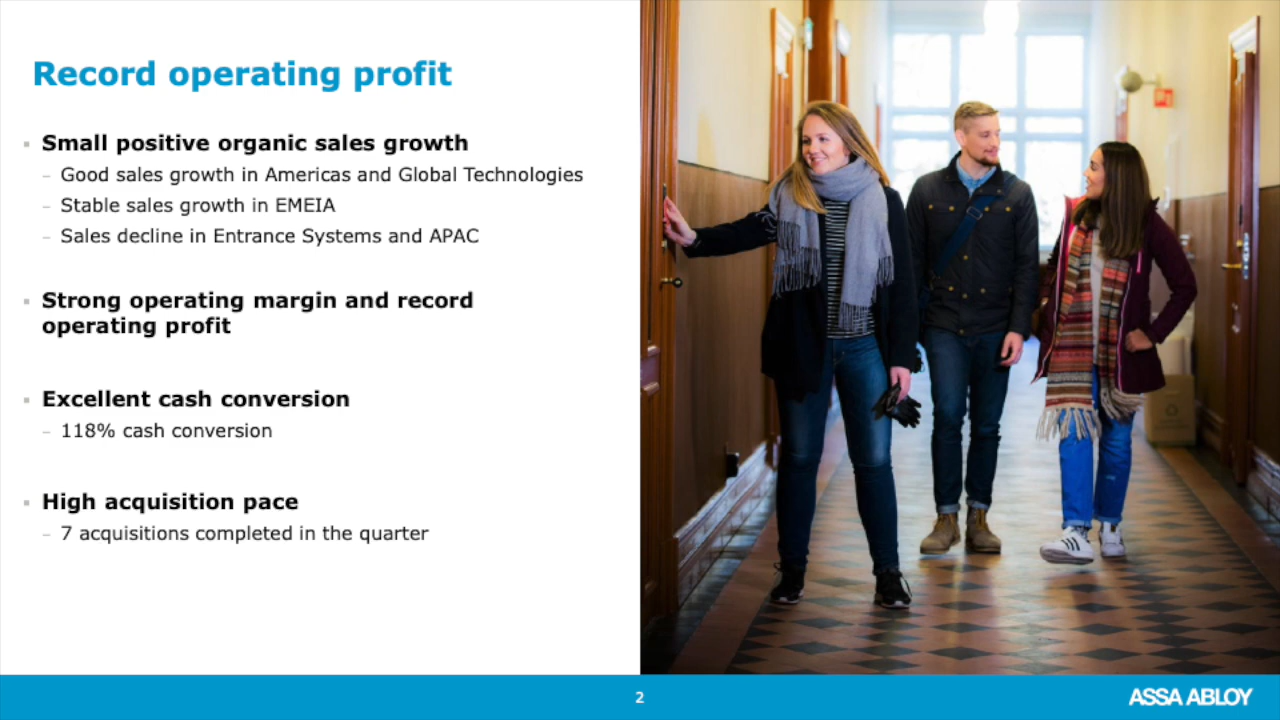 Record operating profit
Small positive organic sales growth
– Good sales growth in Americas and Global Technologies
– Stable sales growth in EMEIA
– Sales decline in Entrance Systems and APAC
Strong operating margin and record
operating profit
Excellent cash conversion
– 118% cash conversion
High acquisition pace
– 7 acquisitions completed in the quarter
2
ASSA ABLOY